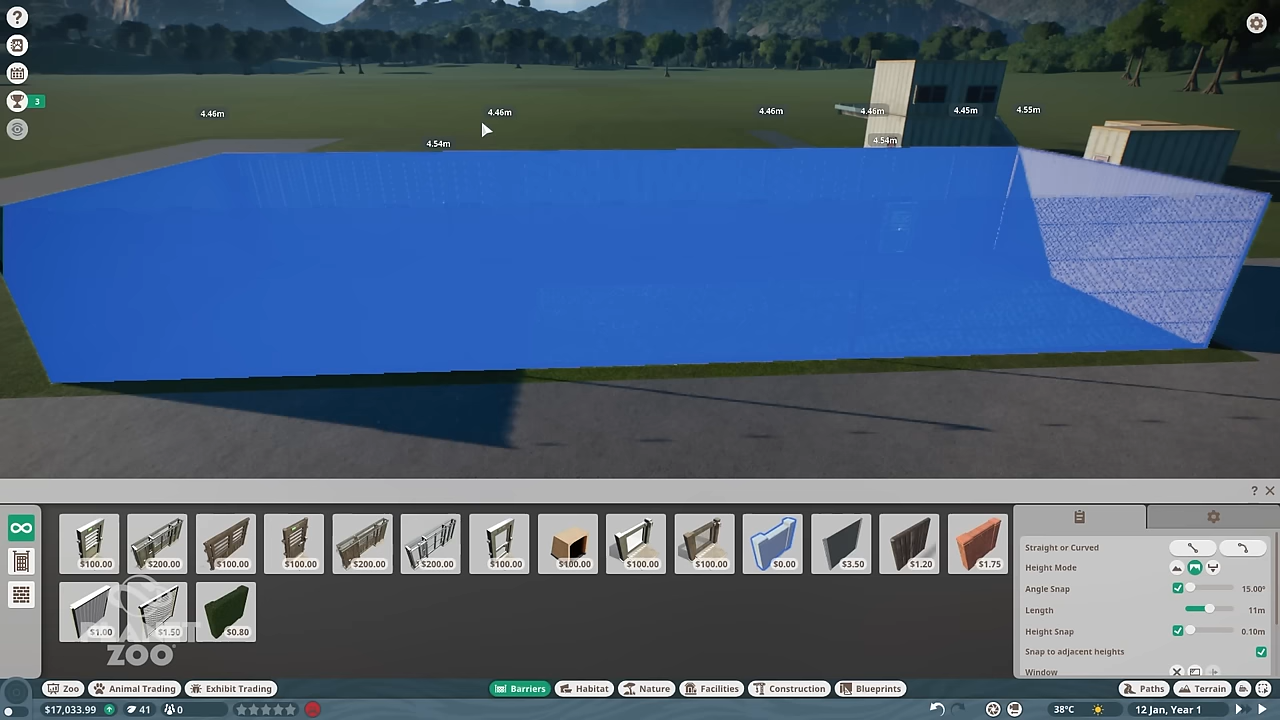 3
4.46m
4.46m
4.54m
4.46m
4.46m
4.54m
4.45m
4.55m
? ×
$100.00 $200.00 $100.00 $100.00 $200.00 $200.00 $100.00 $100.00 $100.00 $100.00 $0.00 $3.50 $1.20 $1.75
$1.00 $1.50 $0.80
ZOO
Straight or Curved
Height Mode
Angle Snap 15.00°
Length 11m
Height Snap 0.10m
Snap to adjacent heights
Window
Zoo Animal Trading Exhibit Trading Barriers Habitat Nature Facilities Construction Blueprints Paths Terrain
$17,033.99 41 0 38°C 12 Jan, Year 1